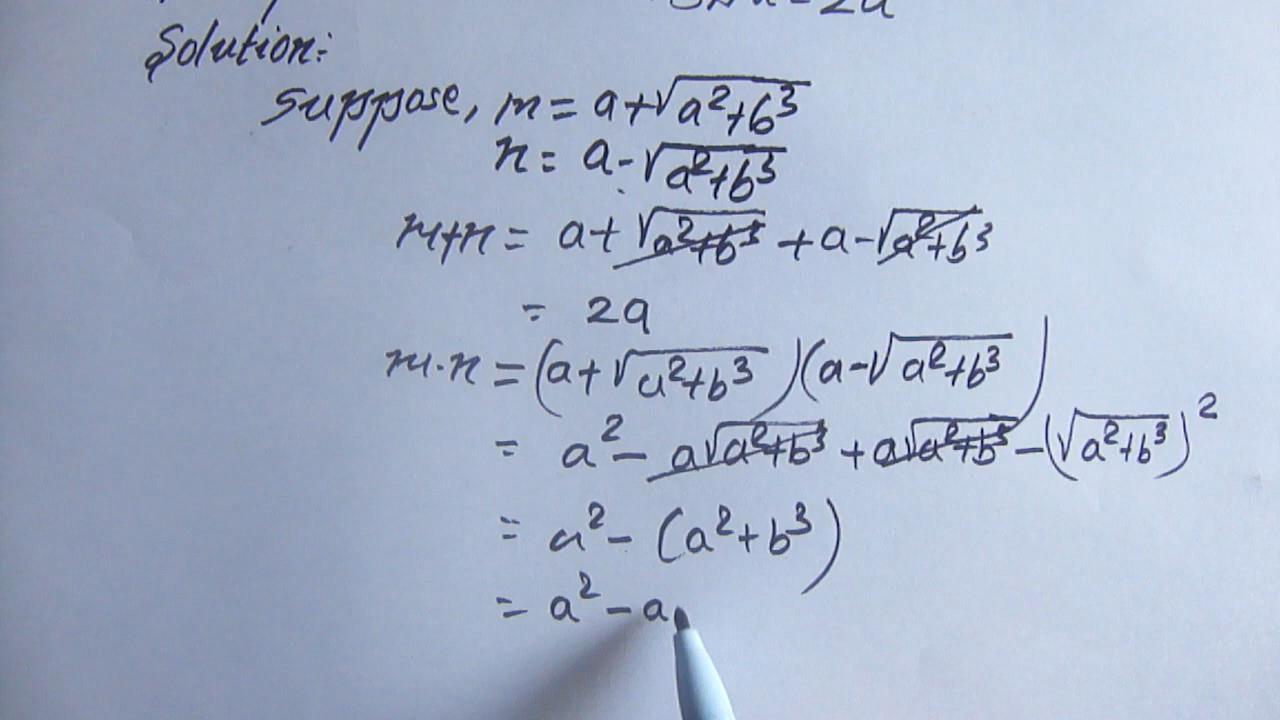 Solution:
Suppose, m = a+√(a²+b³)
n = a-√(a²+b³)
m+n = a+√(a²+b³) + a-√(a²+b³)
= 2a
m.n = (a+√(a²+b³))(a-√(a²+b³))
= a² - a√(a²+b³) + a√(a²+b³) - (√(a²+b³))²
= a² - (a²+b³)
= a² - a